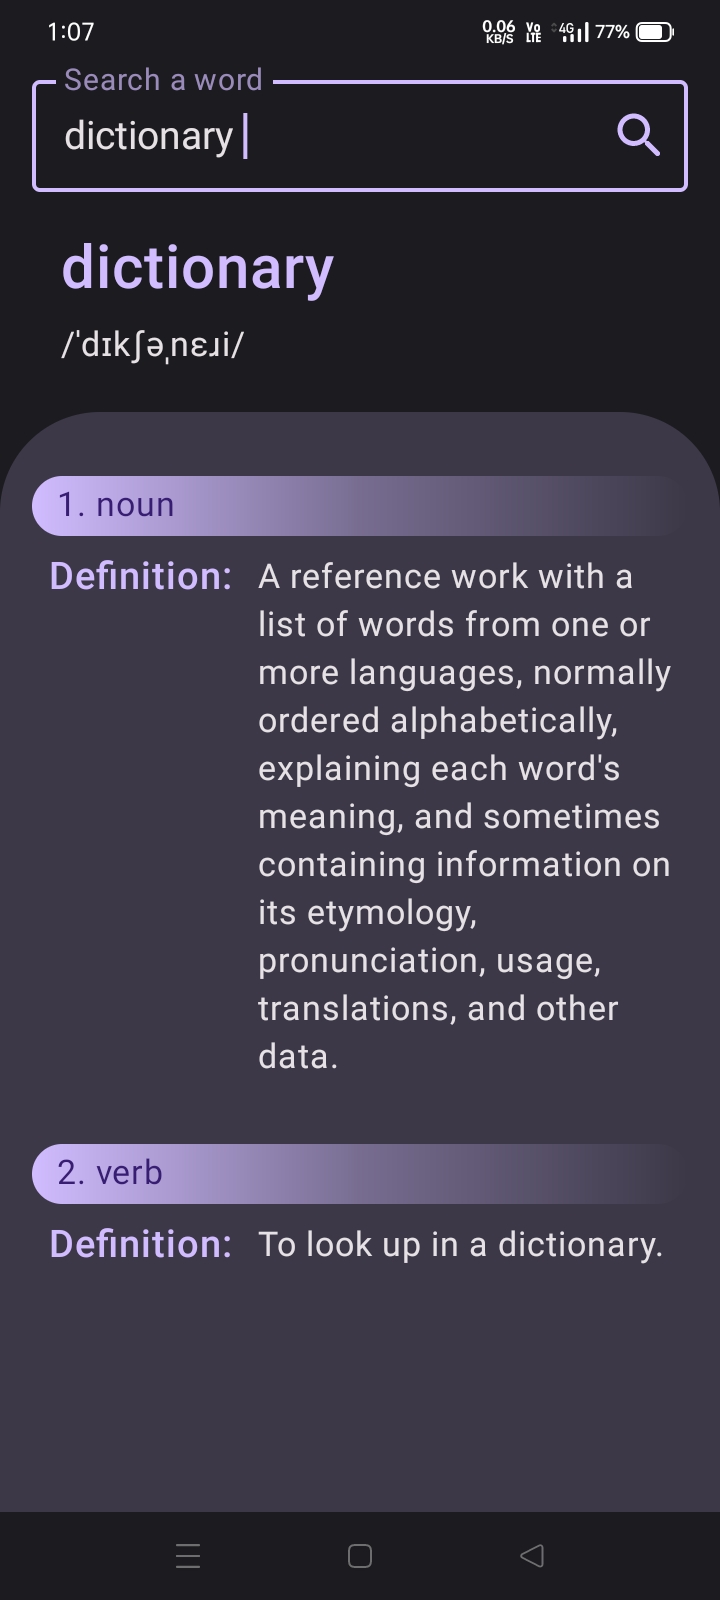 1:07
0.06 KB/S
Vo LTE
4G
77%
Search a word
dictionary
dictionary
/ˈdɪkʃəˌnɛɹi/
1. noun
Definition: A reference work with a
list of words from one or
more languages, normally
ordered alphabetically,
explaining each word's
meaning, and sometimes
containing information on
its etymology,
pronunciation, usage,
translations, and other
data.
2. verb
Definition: To look up in a dictionary.